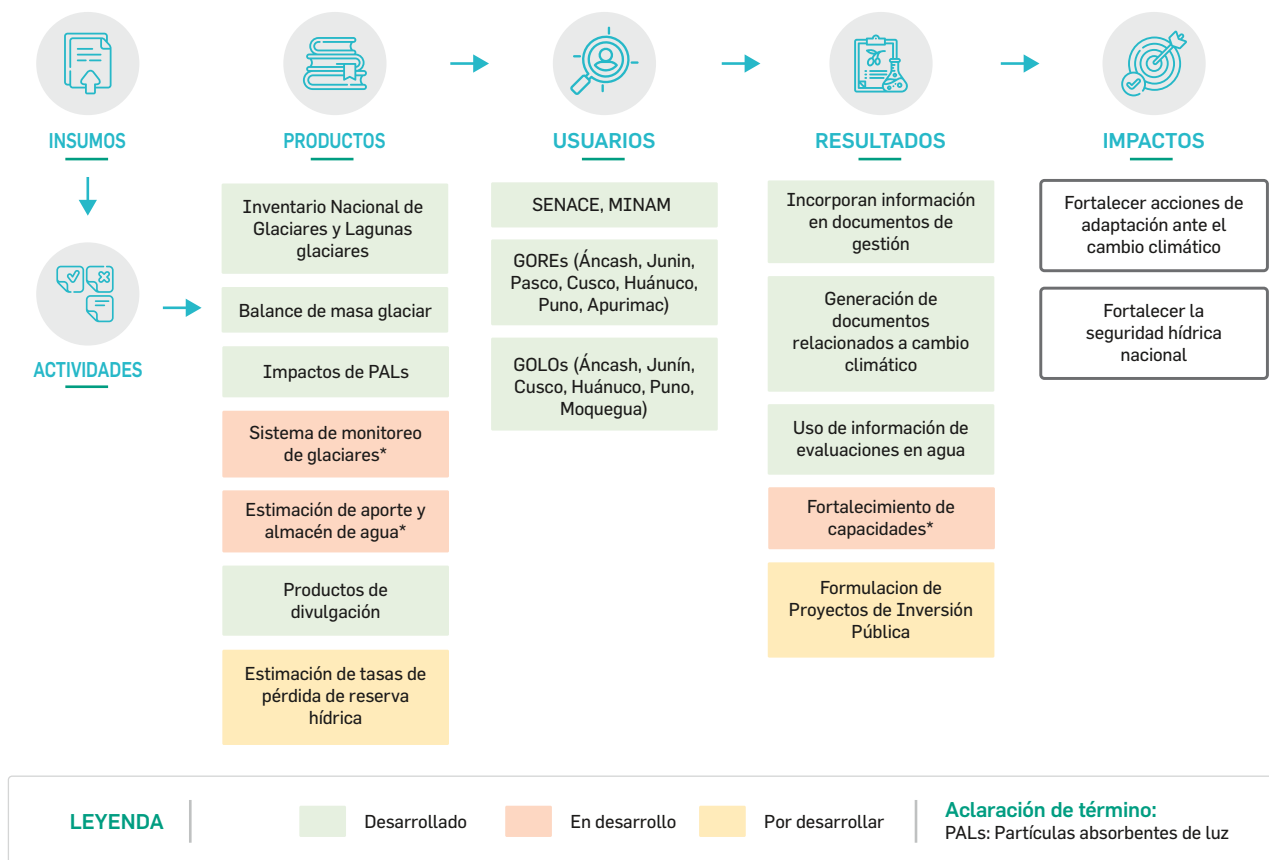 INSUMOS
ACTIVIDADES
PRODUCTOS
Inventario Nacional de
Glaciares y Lagunas
glaciares
Balance de masa glaciar
Impactos de PALs
Sistema de monitoreo
de glaciares*
Estimación de aporte y
almacén de agua*
Productos de
divulgación
Estimación de tasas de
pérdida de reserva
hídrica
USUARIOS
SENACE, MINAM
GOREs (Áncash, Junin,
Pasco, Cusco, Huánuco,
Puno, Apurimac)
GOLOs (Áncash, Junín,
Cusco, Huánuco, Puno,
Moquegua)
RESULTADOS
Incorporan información
en documentos de
gestión
Generación de
documentos
relacionados a cambio
climático
Uso de información de
evaluaciones en agua
Fortalecimiento de
capacidades*
Formulacion de
Proyectos de Inversión
Pública
IMPACTOS
Fortalecer acciones de
adaptación ante el
cambio climático
Fortalecer la
seguridad hídrica
nacional
LEYENDA
Desarrollado
En desarrollo
Por desarrollar
Aclaración de término:
PALs: Partículas absorbentes de luz